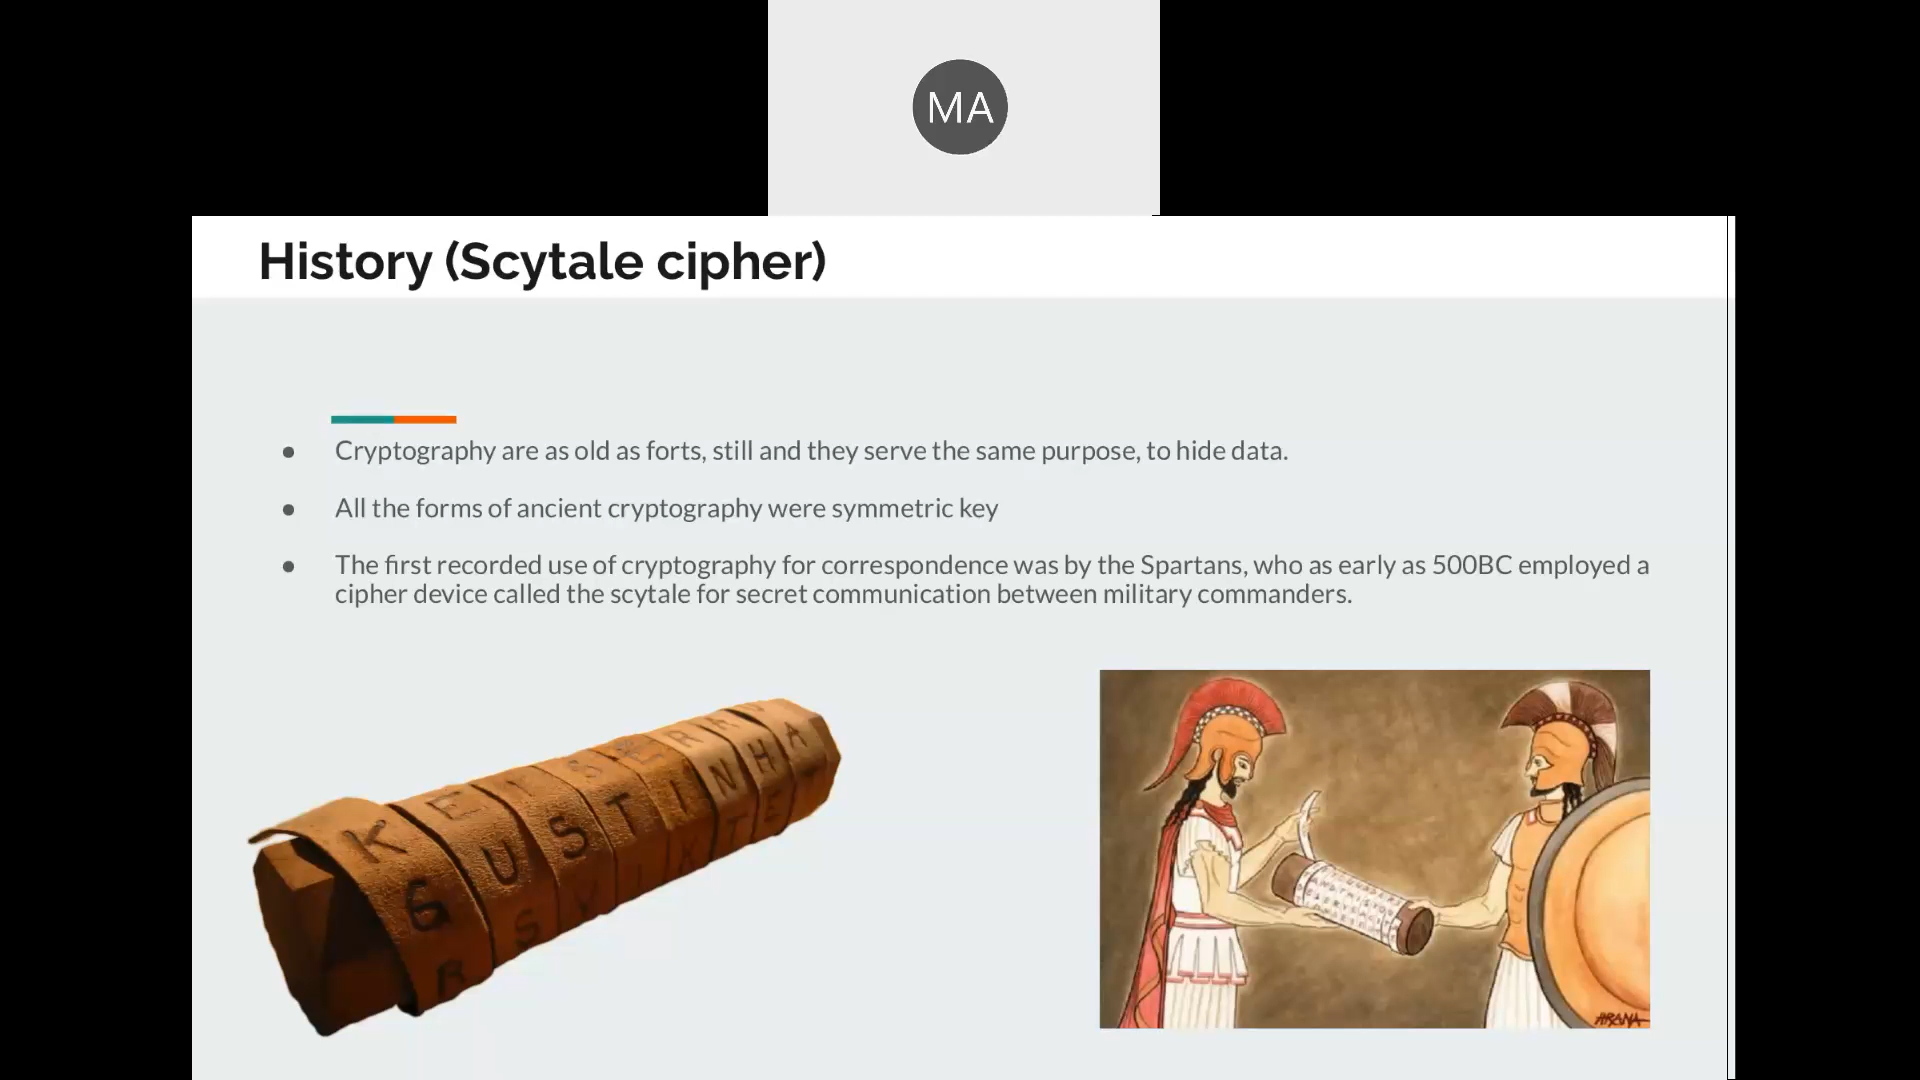 MA
History (Scytale cipher)
● Cryptography are as old as forts, still and they serve the same purpose, to hide data.
● All the forms of ancient cryptography were symmetric key
● The first recorded use of cryptography for correspondence was by the Spartans, who as early as 500BC employed a
cipher device called the scytale for secret communication between military commanders.
K E I S E R
G U S T I N H A
R S V I K T E T
ARANA